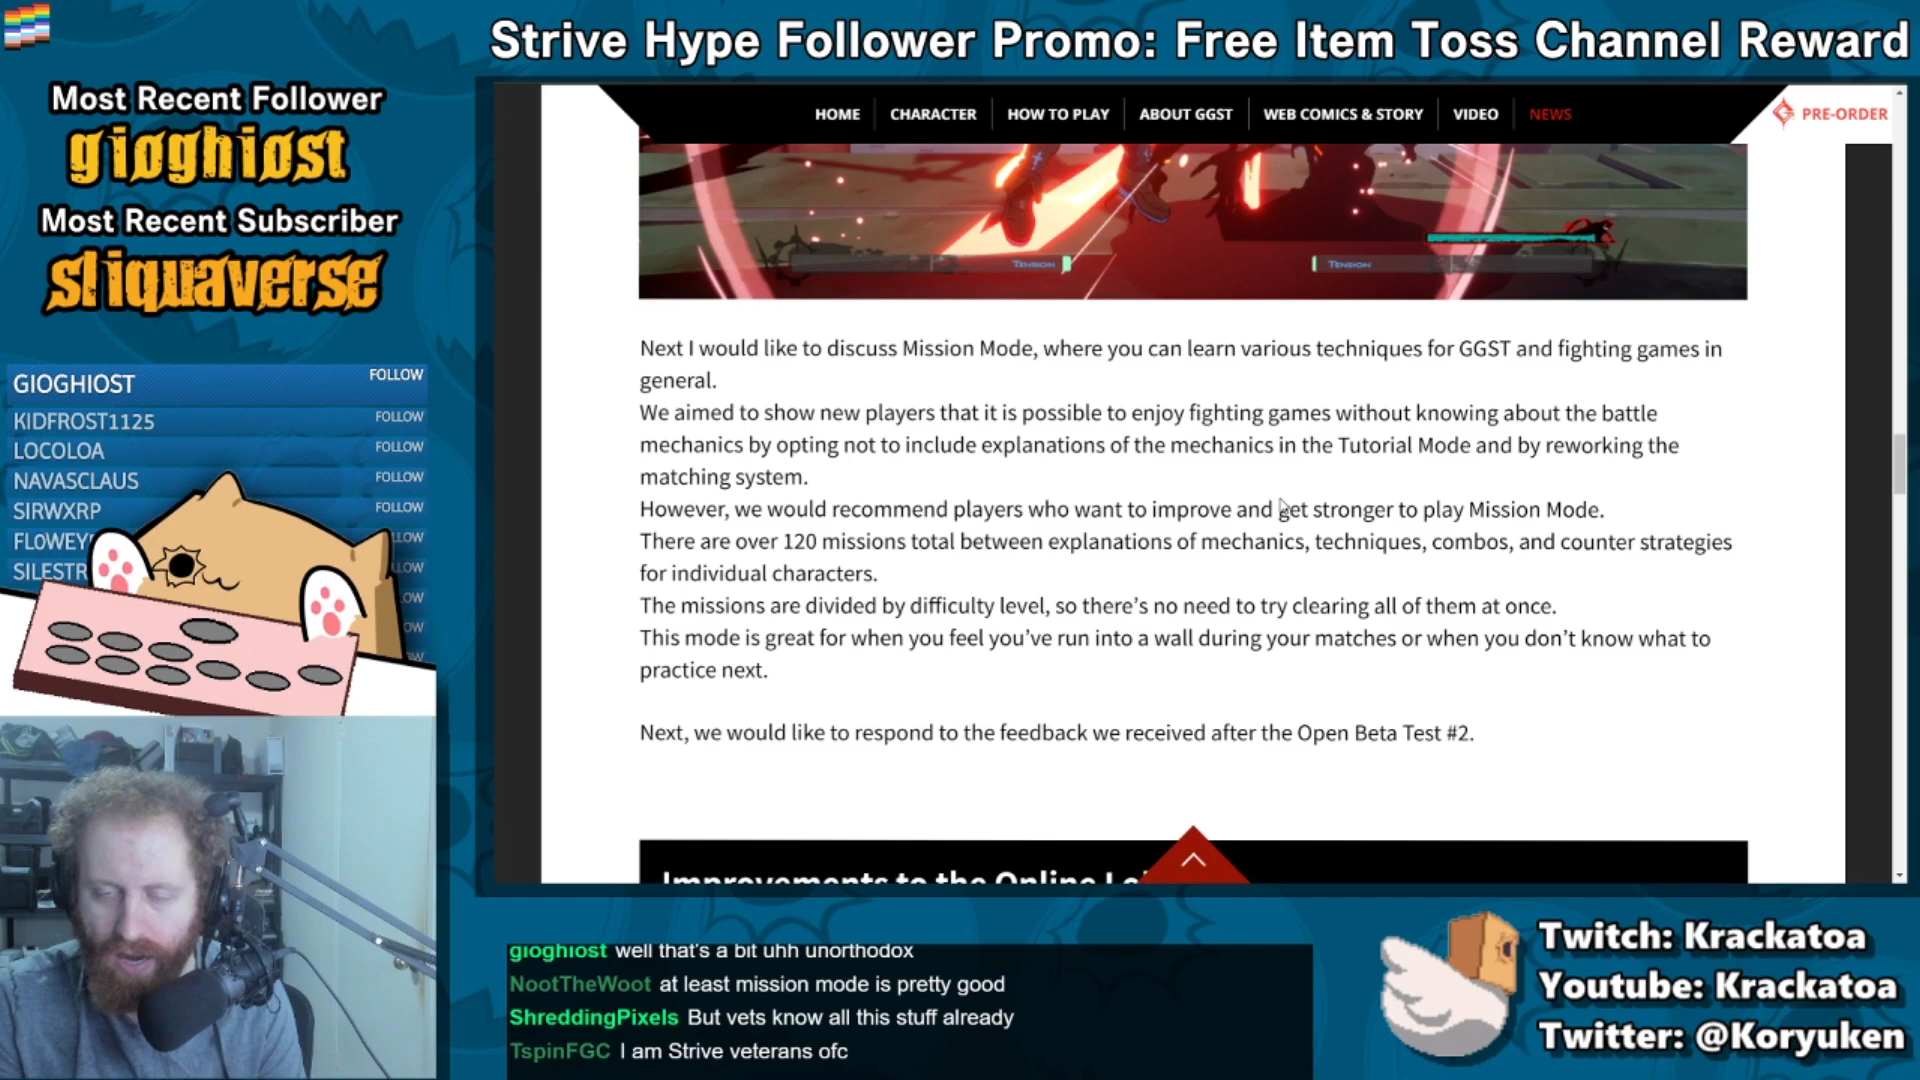 Strive Hype Follower Promo: Free Item Toss Channel Reward
Most Recent Follower
gioghiost
Most Recent Subscriber
sliquaverse
GIOGHIOST FOLLOW
KIDFROST1125 FOLLOW
LOCOLOA FOLLOW
NAVASCLAUS FOLLOW
SIRWXRP FOLLOW
HOME CHARACTER HOW TO PLAY ABOUT GGST WEB COMICS & STORY VIDEO NEWS PRE-ORDER
TENSION TENSION
Next I would like to discuss Mission Mode, where you can learn various techniques for GGST and fighting games in
general.
We aimed to show new players that it is possible to enjoy fighting games without knowing about the battle
mechanics by opting not to include explanations of the mechanics in the Tutorial Mode and by reworking the
matching system.
However, we would recommend players who want to improve and get stronger to play Mission Mode.
There are over 120 missions total between explanations of mechanics, techniques, combos, and counter strategies
for individual characters.
The missions are divided by difficulty level, so there's no need to try clearing all of them at once.
This mode is great for when you feel you've run into a wall during your matches or when you don't know what to
practice next.
Next, we would like to respond to the feedback we received after the Open Beta Test #2.
Improvements to the Online
gioghiost well that's a bit uhh unorthodox
NootTheWoot at least mission mode is pretty good
ShreddingPixels But vets know all this stuff already
TspinFGC I am Strive veterans ofc
Twitch: Krackatoa
Youtube: Krackatoa
Twitter: @Koryuken